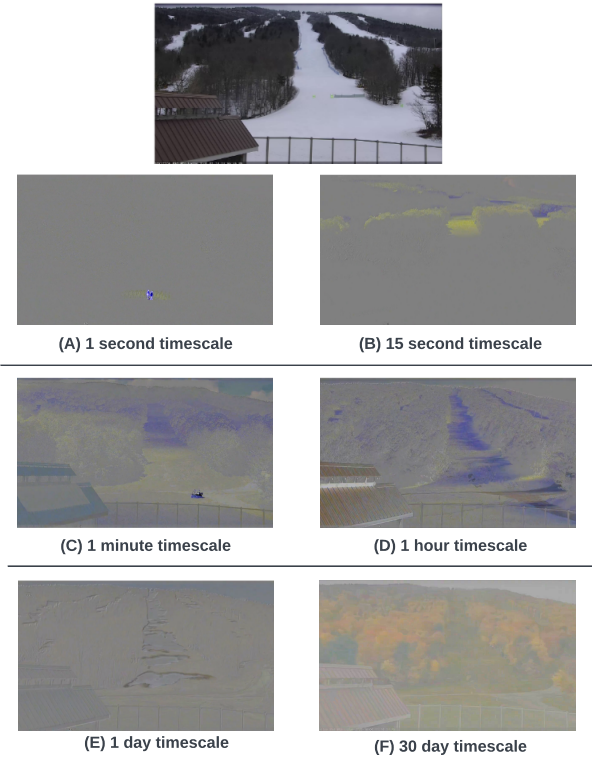 (A) 1 second timescale
(B) 15 second timescale
(C) 1 minute timescale
(D) 1 hour timescale
(E) 1 day timescale
(F) 30 day timescale